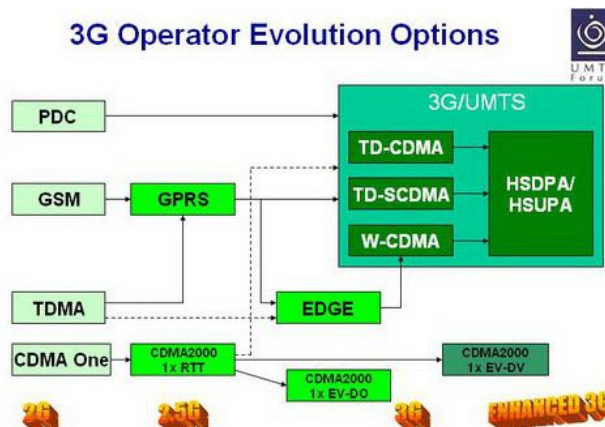 3G Operator Evolution Options
UMTS
Forum
3G/UMTS
PDC
TD-CDMA
GSM
GPRS
TD-SCDMA
HSDPA/
HSUPA
W-CDMA
TDMA
EDGE
CDMA One
CDMA2000
1x RTT
CDMA2000
1x EV-DV
CDMA2000
1x EV-DO
2G
2.5G
3G
ENHANCED 3G